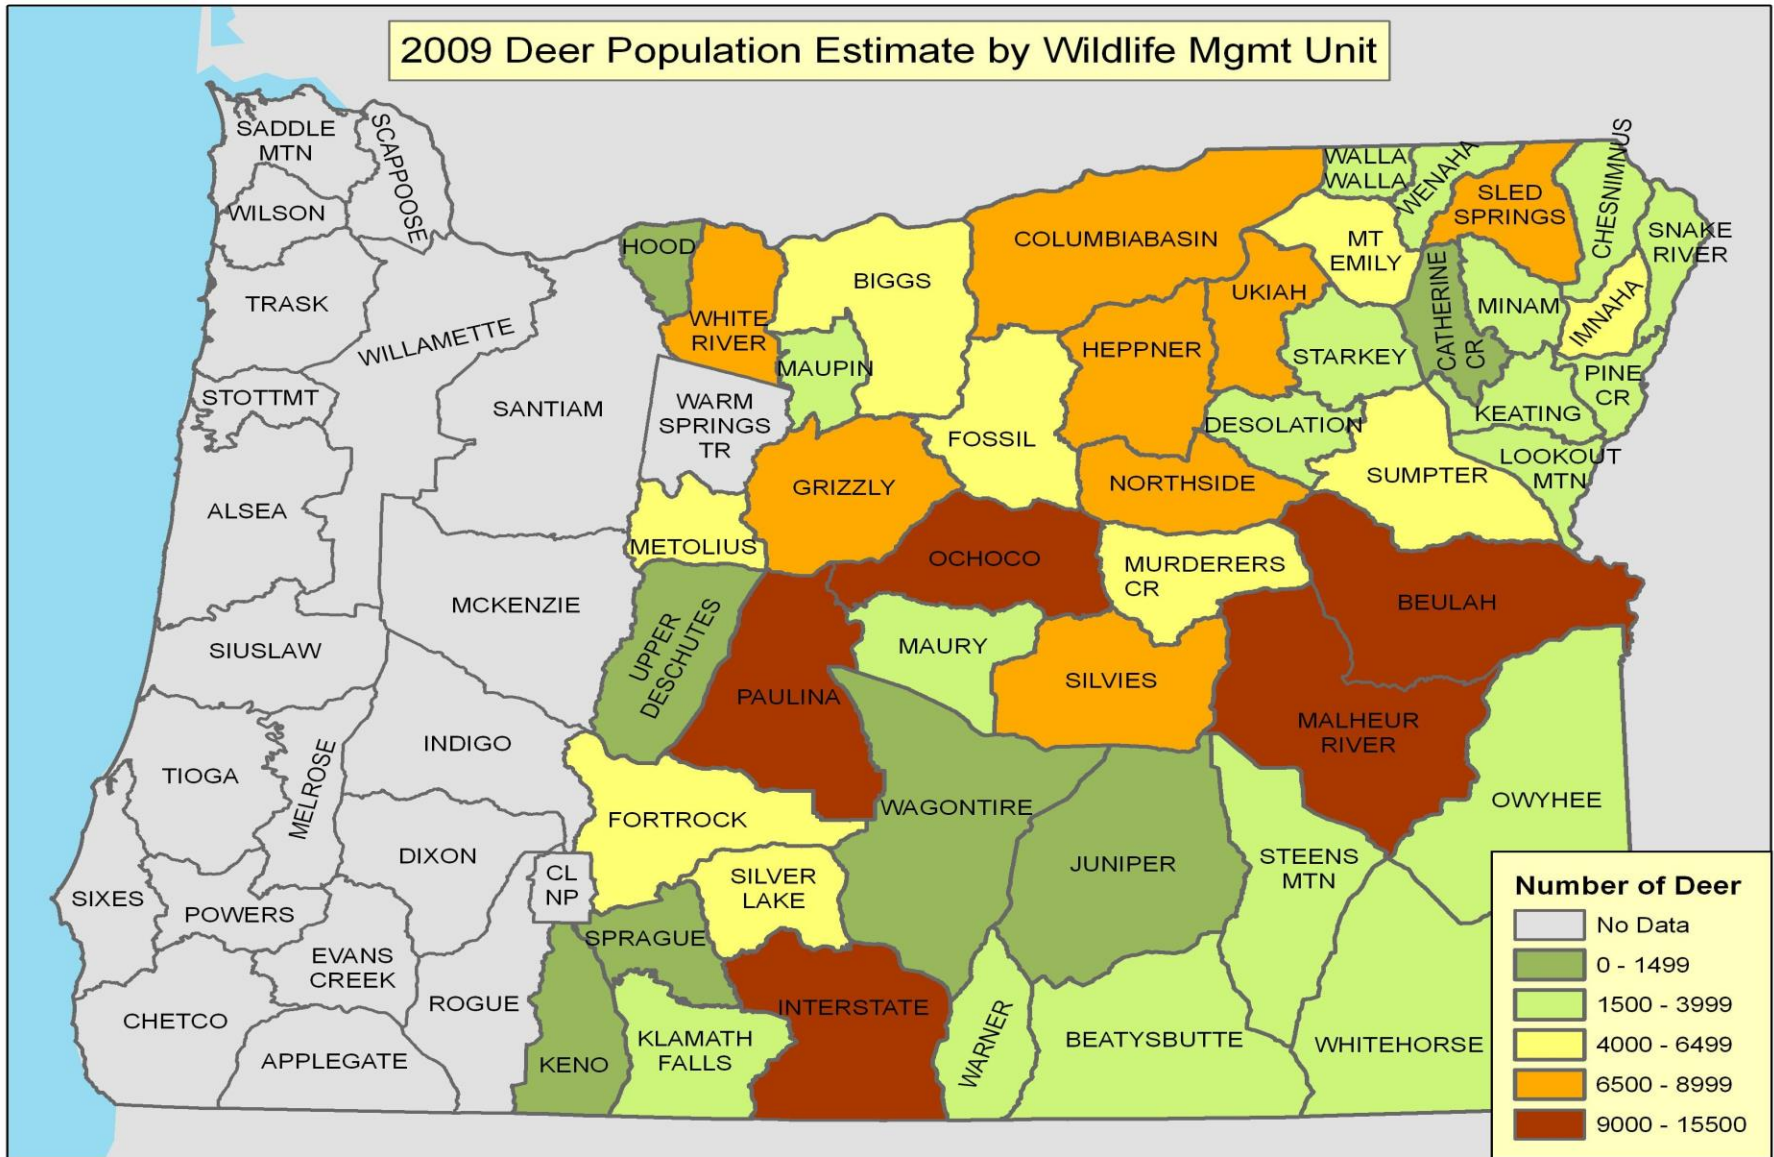 2009 Deer Population Estimate by Wildlife Mgmt Unit
SADDLE
MTN
SCAPPOOSE
WILSON
TRASK
WILLAMETTE
STOTTMT
SANTIAM
ALSEA
MCKENZIE
SIUSLAW
INDIGO
TIOGA
MELROSE
DIXON
CL
NP
SIXES
POWERS
EVANS
CREEK
CHETCO
APPLEGATE
ROGUE
HOOD
WHITE
RIVER
BIGGS
MAUPIN
WARM
SPRINGS
TR
COLUMBIABASIN
WALLA
WALLA
WENAHA
SLED
SPRINGS
CHESNIMNUS
SNAKE
RIVER
MT
EMILY
UKIAH
HEPPNER
STARKEY
CATHERINE
CR
MINAM
IMNAHA
PINE
CR
KEATING
LOOKOUT
MTN
DESOLATION
SUMPTER
FOSSIL
GRIZZLY
NORTHSIDE
METOLIUS
OCHOCO
MURDERERS
CR
BEULAH
UPPER
DESCHUTES
PAULINA
MAURY
SILVIES
MALHEUR
RIVER
OWYHEE
FORTROCK
WAGONTIRE
JUNIPER
STEENS
MTN
SILVER
LAKE
SPRAGUE
KENO
KLAMATH
FALLS
INTERSTATE
WARNER
BEATYSBUTTE
WHITEHORSE
Number of Deer
No Data
0 - 1499
1500 - 3999
4000 - 6499
6500 - 8999
9000 - 15500